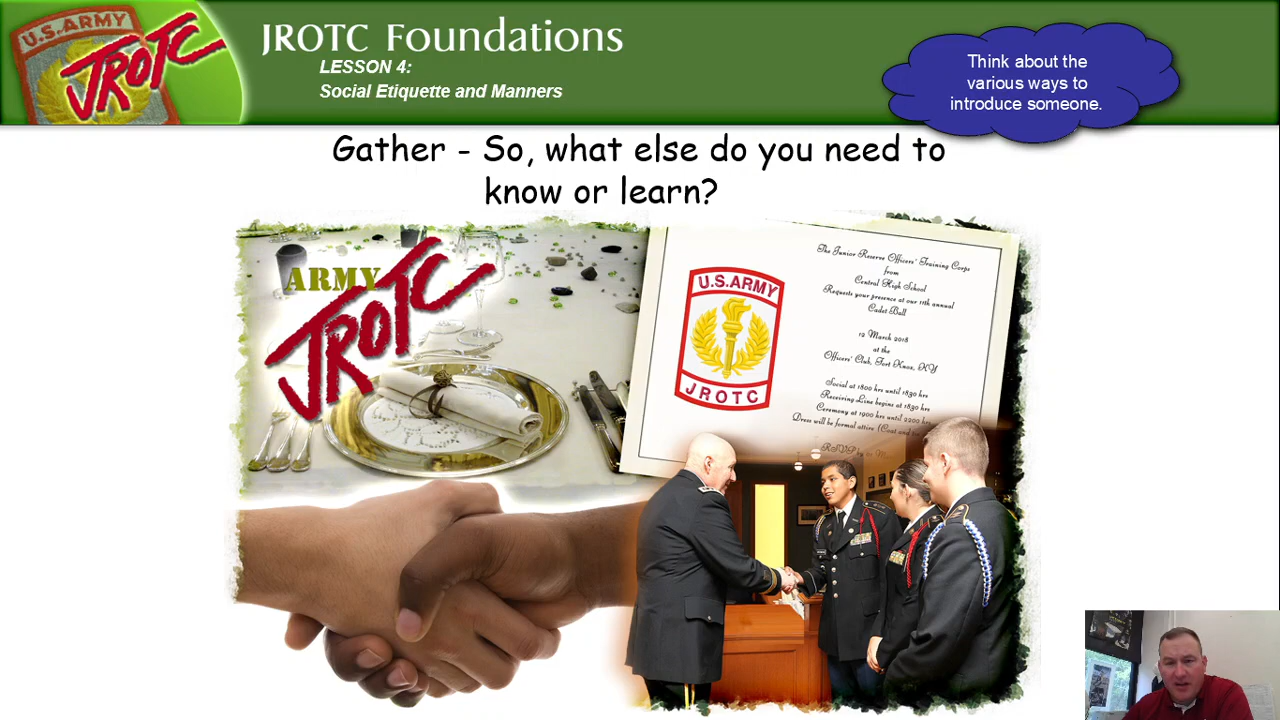 U.S.ARMY
JROTC
JROTC Foundations
LESSON 4:
Social Etiquette and Manners
Think about the
various ways to
introduce someone.
Gather - So, what else do you need to
know or learn?
ARMY
JROTC
U.S.ARMY
JROTC
The Junior Reserve Officers' Training Corps
from
Central High School
Requests your presence at our 11th annual
Cadet Ball
12 March 2018
at the
Officers' Club, Fort Knox, KY
Social at 1800 hrs until 1830 hrs
Receiving Line begins at 1830 hrs
Ceremony at 1900 hrs until 2202 hrs
Dress will be formal attire (Coat and
RSVP by